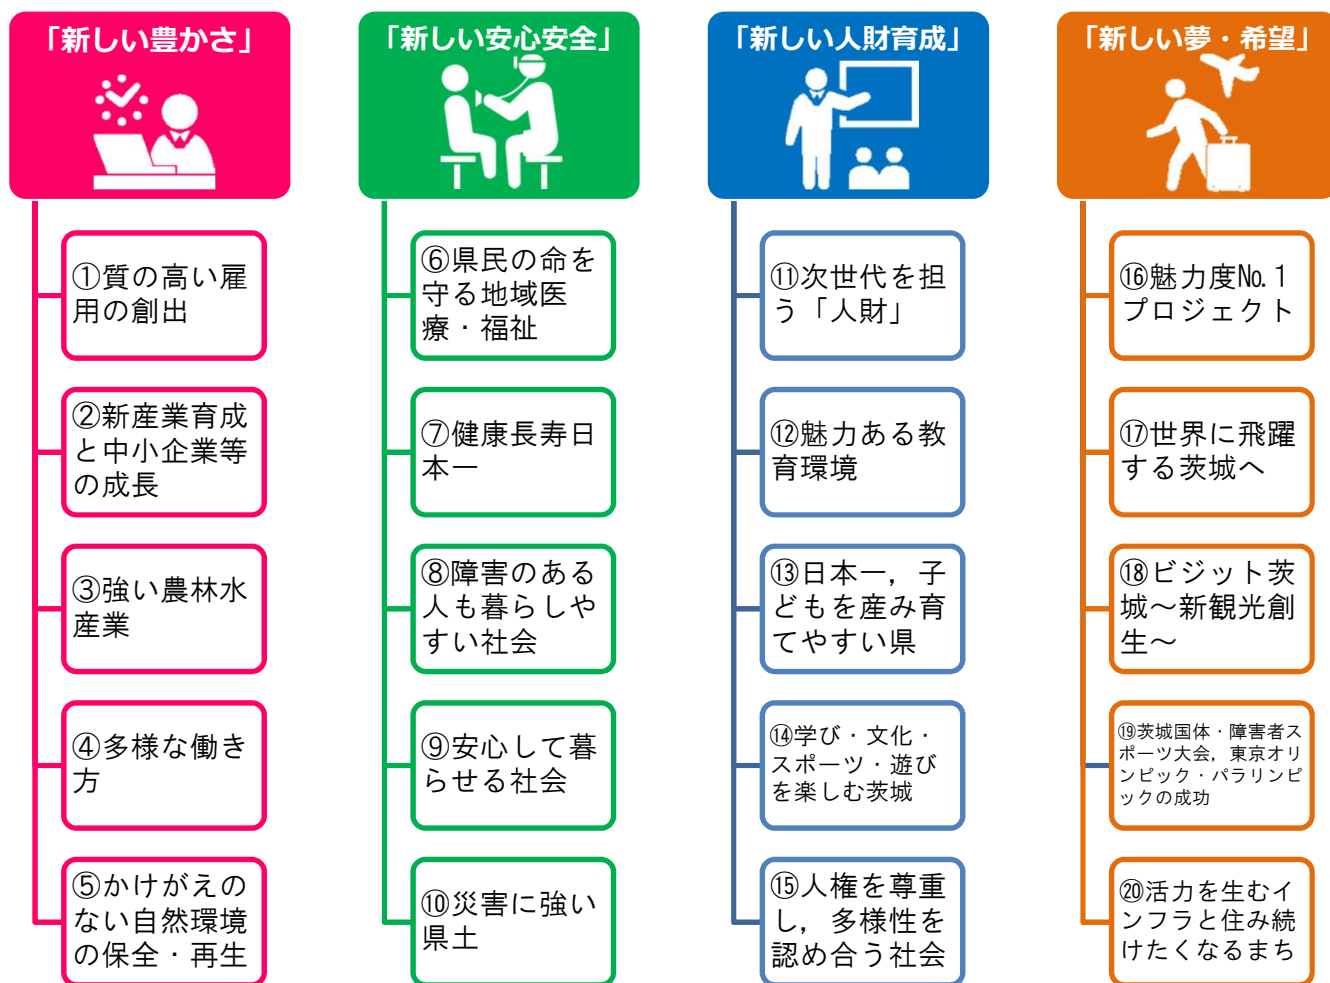 「新しい豊かさ」
①質の高い雇
用の創出
②新産業育成
と中小企業等
の成長
③強い農林水
産業
④多様な働き
方
⑤かけがえの
ない自然環境
の保全・再生
「新しい安心安全」
⑥県民の命を
守る地域医
療・福祉
⑦健康長寿日
本一
⑧障害のある
人も暮らしや
すい社会
⑨安心して暮
らせる社会
⑩災害に強い
県土
「新しい人財育成」
⑪次世代を担
う「人財」
⑫魅力ある教
育環境
⑬日本一，子
どもを産み育
てやすい県
⑭学び・文化・
スポーツ・遊び
を楽しむ茨城
⑮人権を尊重
し，多様性を
認め合う社会
「新しい夢・希望」
⑯魅力度№1
プロジェクト
⑰世界に飛躍
する茨城へ
⑱ビジット茨
城～新観光創
生～
⑲茨城国体・障害者ス
ポーツ大会，東京オリ
ンピック・パラリンピ
ックの成功
⑳活力を生むイ
ンフラと住み続
けたくなるまち